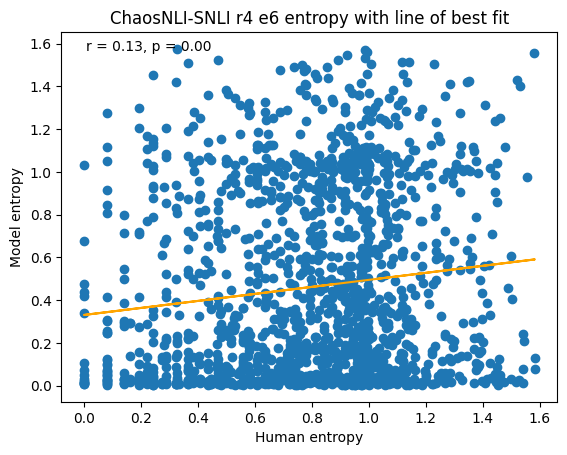 ChaosNLI-SNLI r4 e6 entropy with line of best fit
r = 0.13, p = 0.00
Model entropy
1.6
1.4
1.2
1.0
0.8
0.6
0.4
0.2
0.0
0.0 0.2 0.4 0.6 0.8 1.0 1.2 1.4 1.6
Human entropy